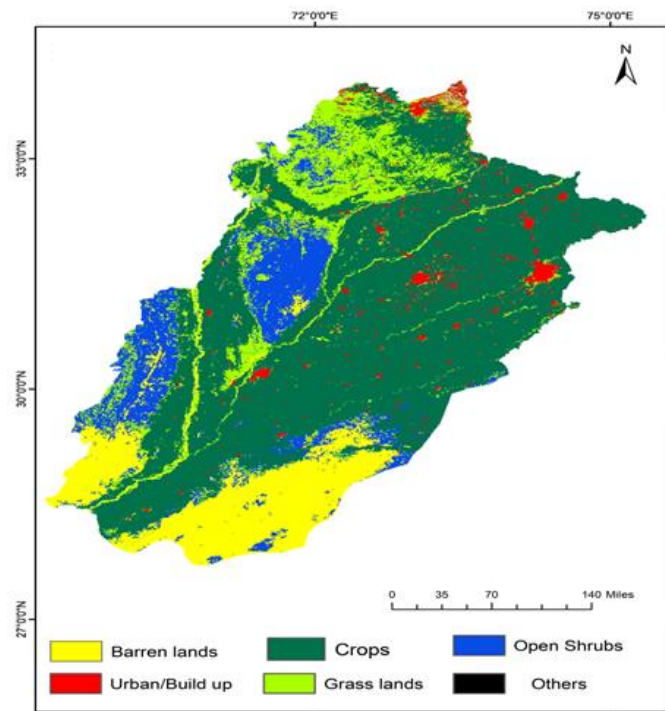 72°0'0"E 75°0'0"E
N
33°0'0"N
30°0'0"N
27°0'0"N
0 35 70 140 Miles
Barren lands Crops Open Shrubs
Urban/Build up Grass lands Others